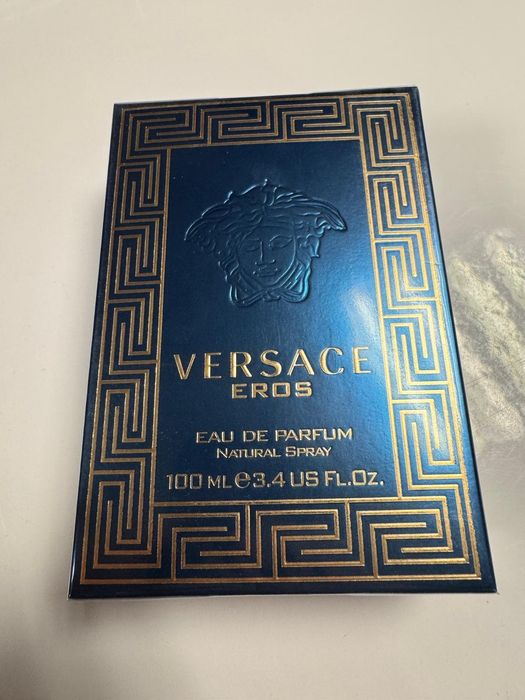 VERSACE
EROS
EAU DE PARFUM
NATURAL SPRAY
100 ML ℮ 3.4 US FL.OZ.